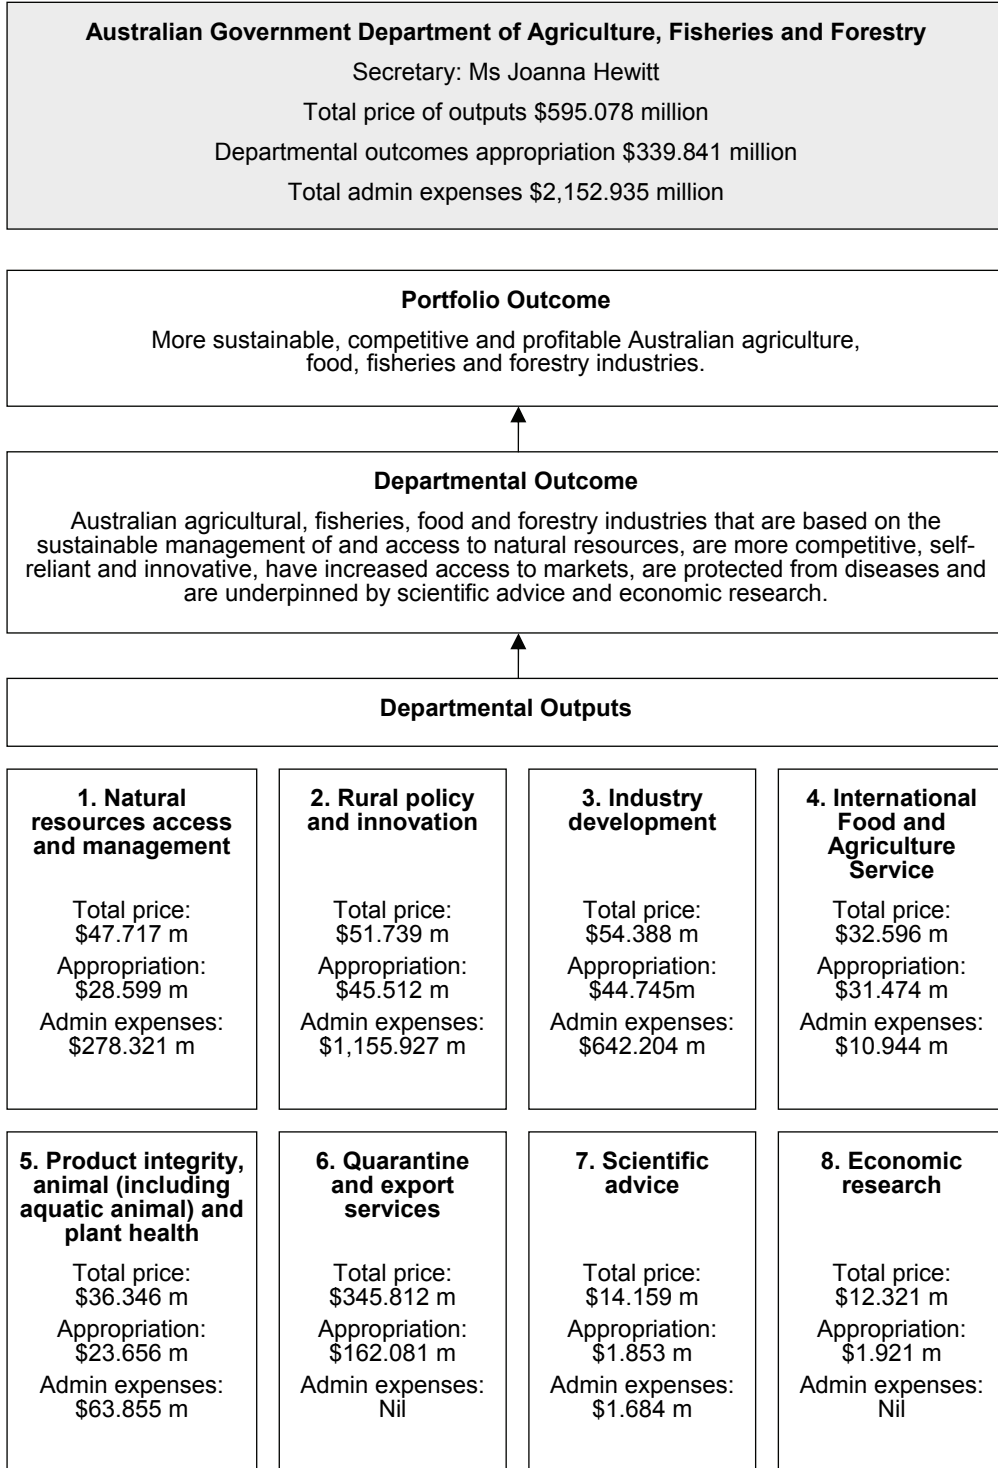 Australian Government Department of Agriculture, Fisheries and Forestry
Secretary: Ms Joanna Hewitt
Total price of outputs $595.078 million
Departmental outcomes appropriation $339.841 million
Total admin expenses $2,152.935 million
Portfolio Outcome
More sustainable, competitive and profitable Australian agriculture,
food, fisheries and forestry industries.
Departmental Outcome
Australian agricultural, fisheries, food and forestry industries that are based on the
sustainable management of and access to natural resources, are more competitive, self-
reliant and innovative, have increased access to markets, are protected from diseases and
are underpinned by scientific advice and economic research.
Departmental Outputs
1. Natural
resources access
and management
Total price:
$47.717 m
Appropriation:
$28.599 m
Admin expenses:
$278.321 m
2. Rural policy
and innovation
Total price:
$51.739 m
Appropriation:
$45.512 m
Admin expenses:
$1,155.927 m
3. Industry
development
Total price:
$54.388 m
Appropriation:
$44.745m
Admin expenses:
$642.204 m
4. International
Food and
Agriculture
Service
Total price:
$32.596 m
Appropriation:
$31.474 m
Admin expenses:
$10.944 m
5. Product integrity,
animal (including
aquatic animal) and
plant health
Total price:
$36.346 m
Appropriation:
$23.656 m
Admin expenses:
$63.855 m
6. Quarantine
and export
services
Total price:
$345.812 m
Appropriation:
$162.081 m
Admin expenses:
Nil
7. Scientific
advice
Total price:
$14.159 m
Appropriation:
$1.853 m
Admin expenses:
$1.684 m
8. Economic
research
Total price:
$12.321 m
Appropriation:
$1.921 m
Admin expenses:
Nil